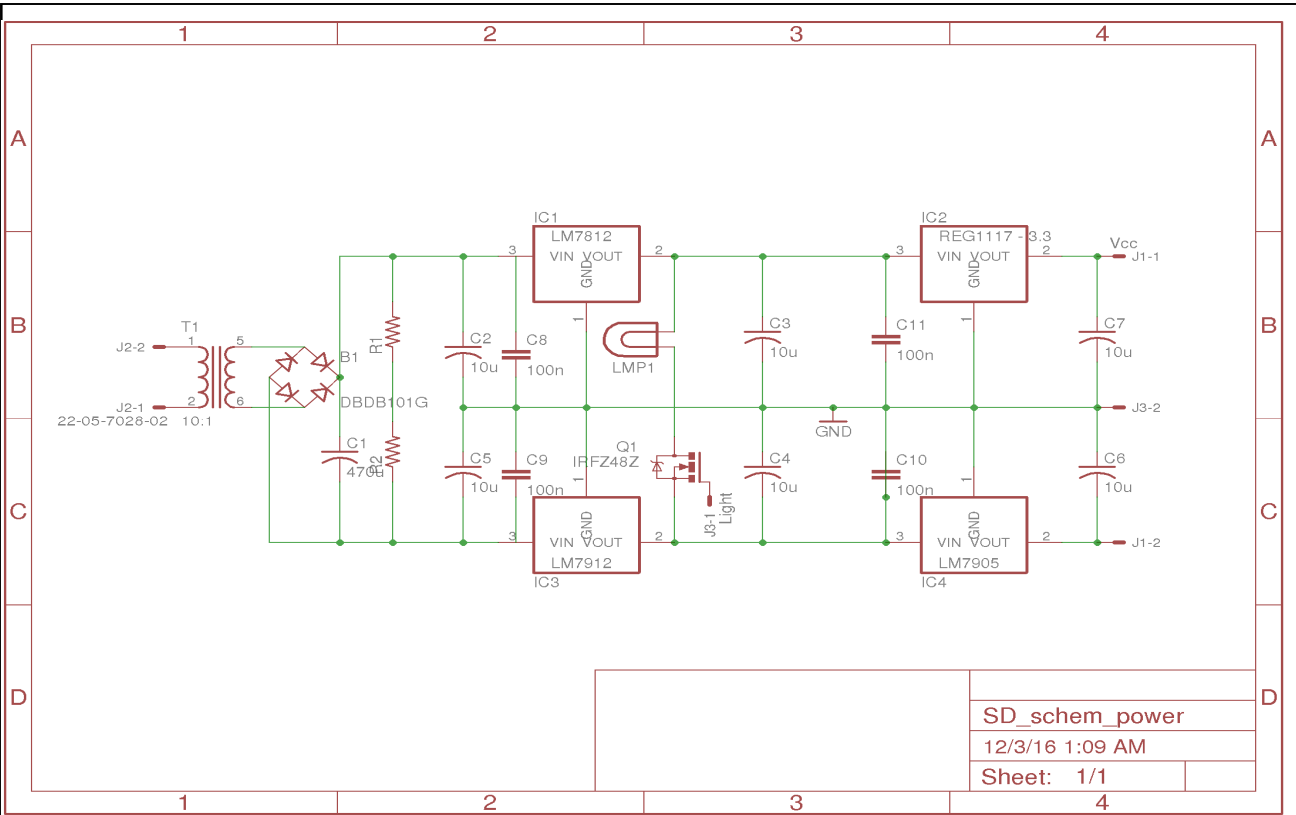 1 2 3 4
A A
IC1 IC2
LM7812 REG1117 - 3.3
3 VIN VOUT 2 3 VIN VOUT 2 Vcc J1-1
GND GND
1 1
B B
T1
J2-2 1 5
B1
R1
C2 C8 C3 C11 C7
10u 100n LMP1 10u 100n 10u
J2-1 2 6 DBDB101G J3-2
22-05-7028-02 10:1
GND
C1 R2 C5 C9 Q1 C4 C10 C6
470u 10u 100n IRFZ48Z 10u 100n 10u
J3-1 Light
1 1
C C
GND GND
3 VIN VOUT 2 3 VIN VOUT 2 J1-2
LM7912 LM7905
IC3 IC4
D D
SD_schem_power
12/3/16 1:09 AM
Sheet: 1/1
1 2 3 4